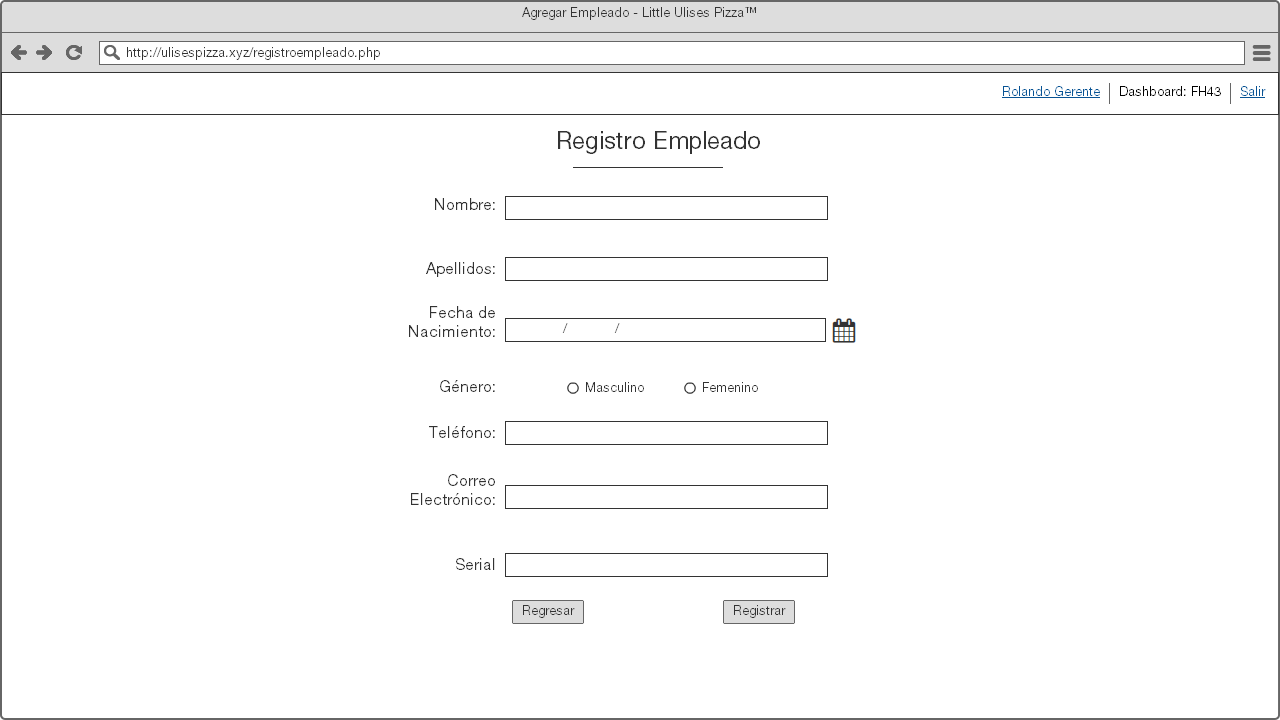 Agregar Empleado - Little Ulises Pizza™
http://ulisespizza.xyz/registroempleado.php
Rolando Gerente Dashboard: FH43 Salir
Registro Empleado
Nombre:
Apellidos:
Fecha de
Nacimiento: / /
Género: Masculino Femenino
Teléfono:
Correo
Electrónico:
Serial
Regresar Registrar